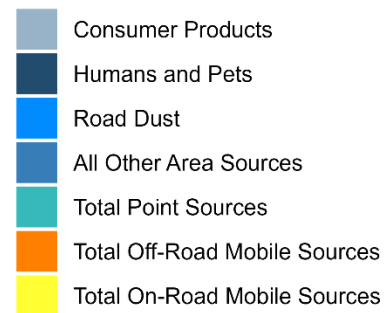 Consumer Products
Humans and Pets
Road Dust
All Other Area Sources
Total Point Sources
Total Off-Road Mobile Sources
Total On-Road Mobile Sources